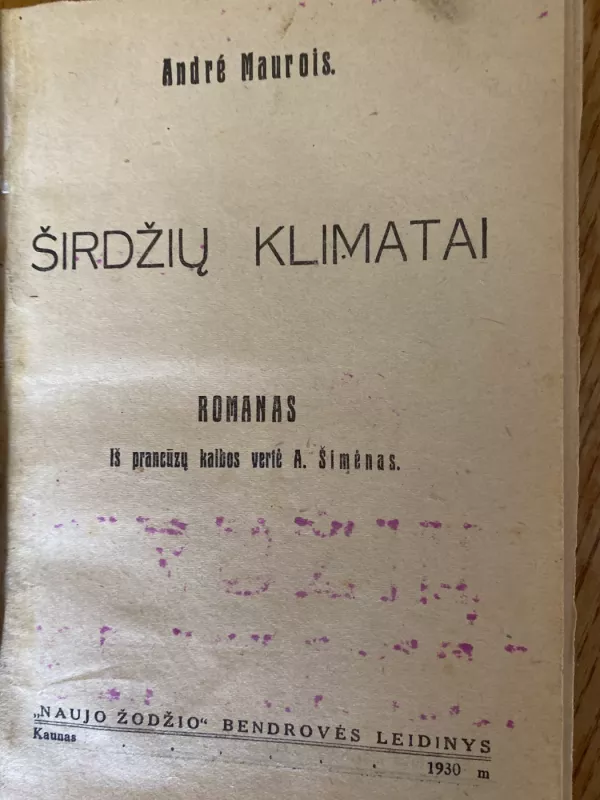 André Maurois.
ŠIRDŽIŲ KLIMATAI
ROMANAS
Iš prancūzų kalbos vertė A. Šimėnas.
„NAUJO ŽODŽIO“ BENDROVĖS LEIDINYS
Kaunas . . . . . 1930 m